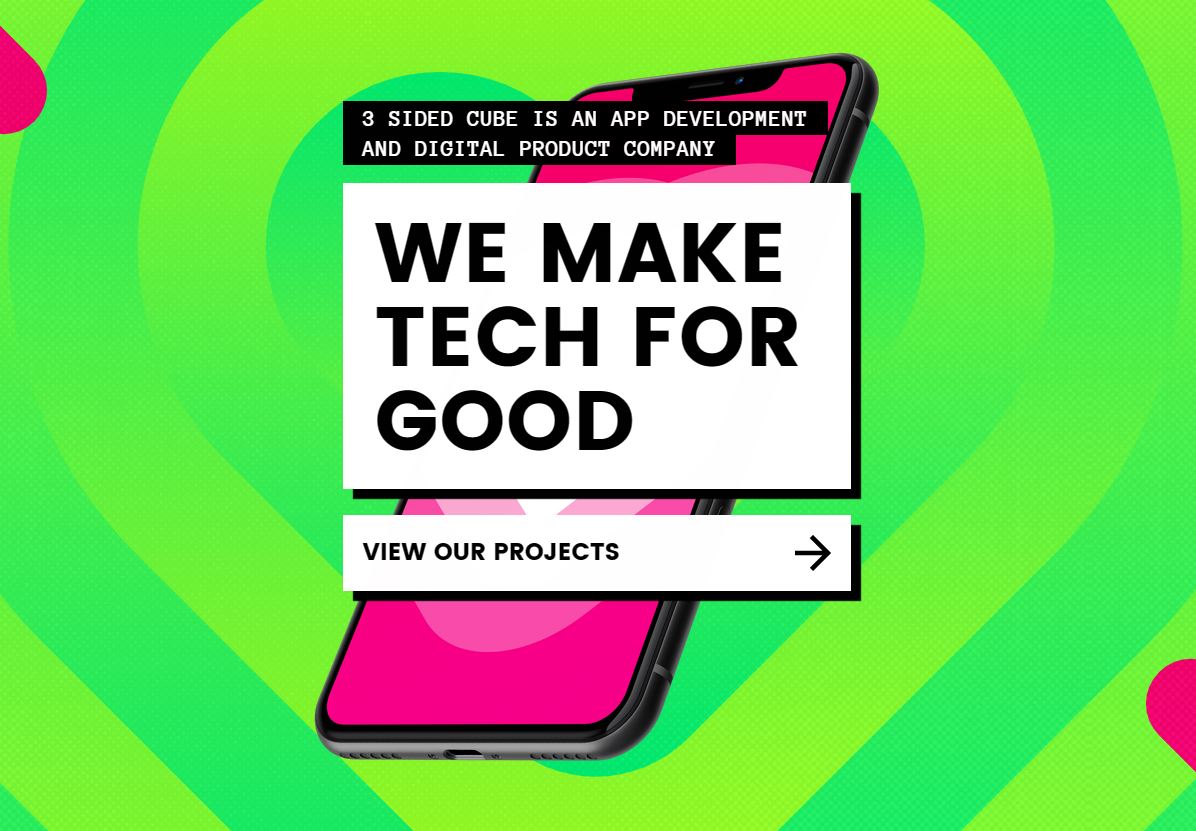 3 SIDED CUBE IS AN APP DEVELOPMENT
AND DIGITAL PRODUCT COMPANY
WE MAKE
TECH FOR
GOOD
VIEW OUR PROJECTS